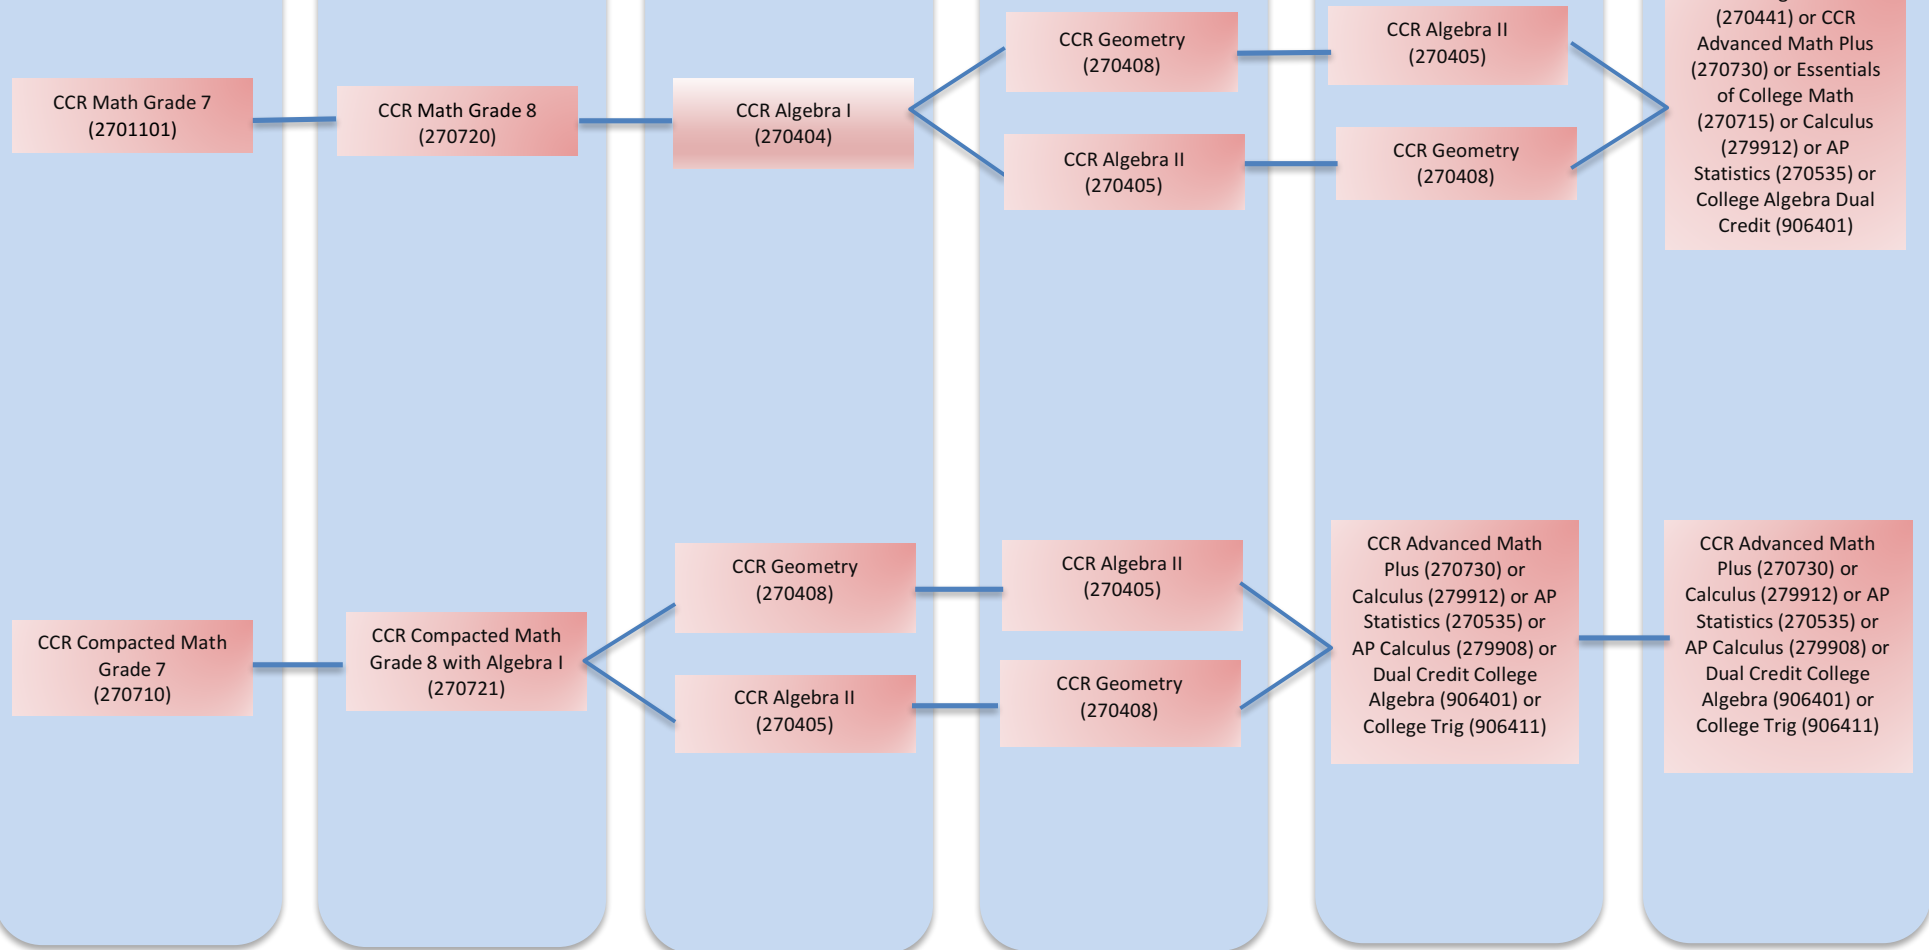 CCR Math Grade 7
(2701101)
CCR Math Grade 8
(270720)
CCR Algebra I
(270404)
CCR Geometry
(270408)
CCR Algebra II
(270405)
CCR Algebra II
(270405)
CCR Geometry
(270408)
(270441) or CCR
Advanced Math Plus
(270730) or Essentials
of College Math
(270715) or Calculus
(279912) or AP
Statistics (270535) or
College Algebra Dual
Credit (906401)
CCR Compacted Math
Grade 7
(270710)
CCR Compacted Math
Grade 8 with Algebra I
(270721)
CCR Geometry
(270408)
CCR Algebra II
(270405)
CCR Algebra II
(270405)
CCR Geometry
(270408)
CCR Advanced Math
Plus (270730) or
Calculus (279912) or AP
Statistics (270535) or
AP Calculus (279908) or
Dual Credit College
Algebra (906401) or
College Trig (906411)
CCR Advanced Math
Plus (270730) or
Calculus (279912) or AP
Statistics (270535) or
AP Calculus (279908) or
Dual Credit College
Algebra (906401) or
College Trig (906411)